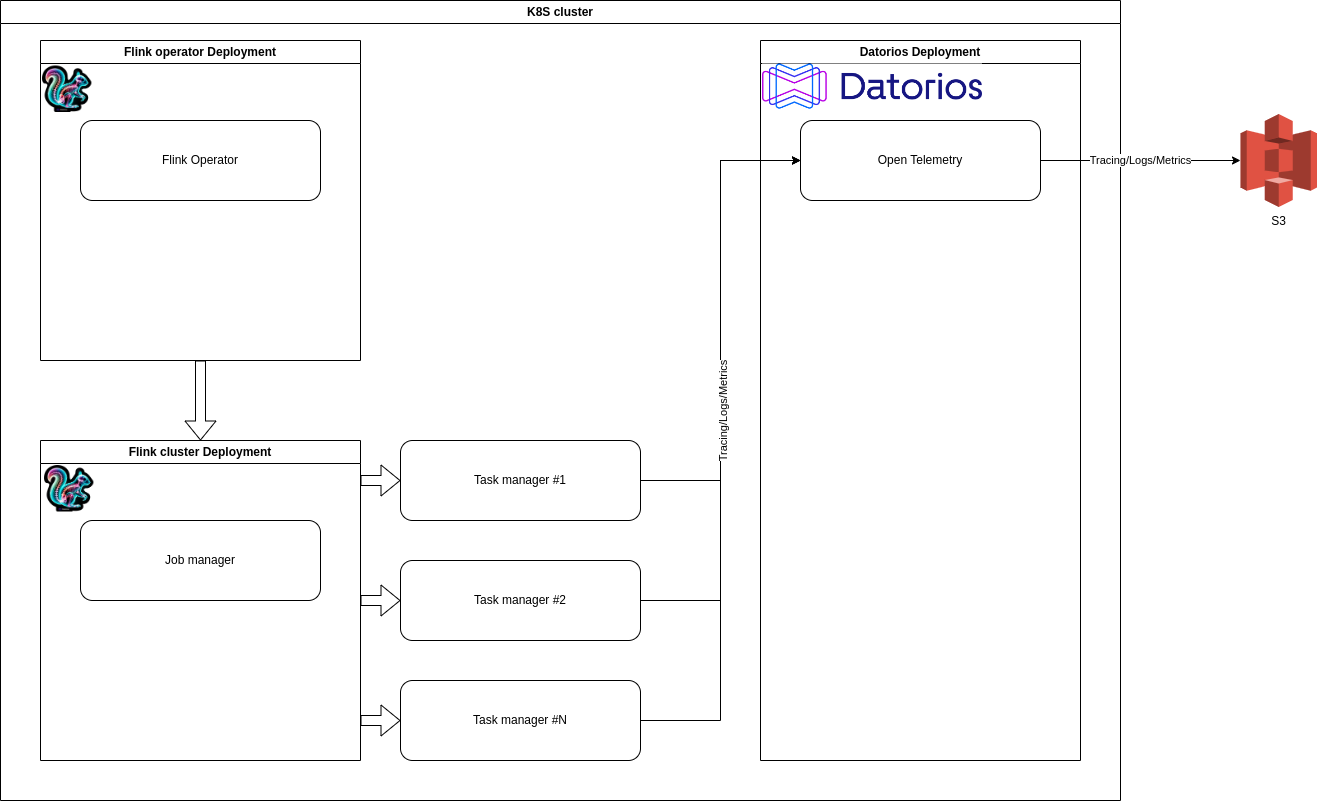 K8S cluster
Flink operator Deployment
Flink Operator
Datorios Deployment
Datorios
Open Telemetry
Tracing/Logs/Metrics
S3
Tracing/Logs/Metrics
Flink cluster Deployment
Job manager
Task manager #1
Task manager #2
Task manager #N